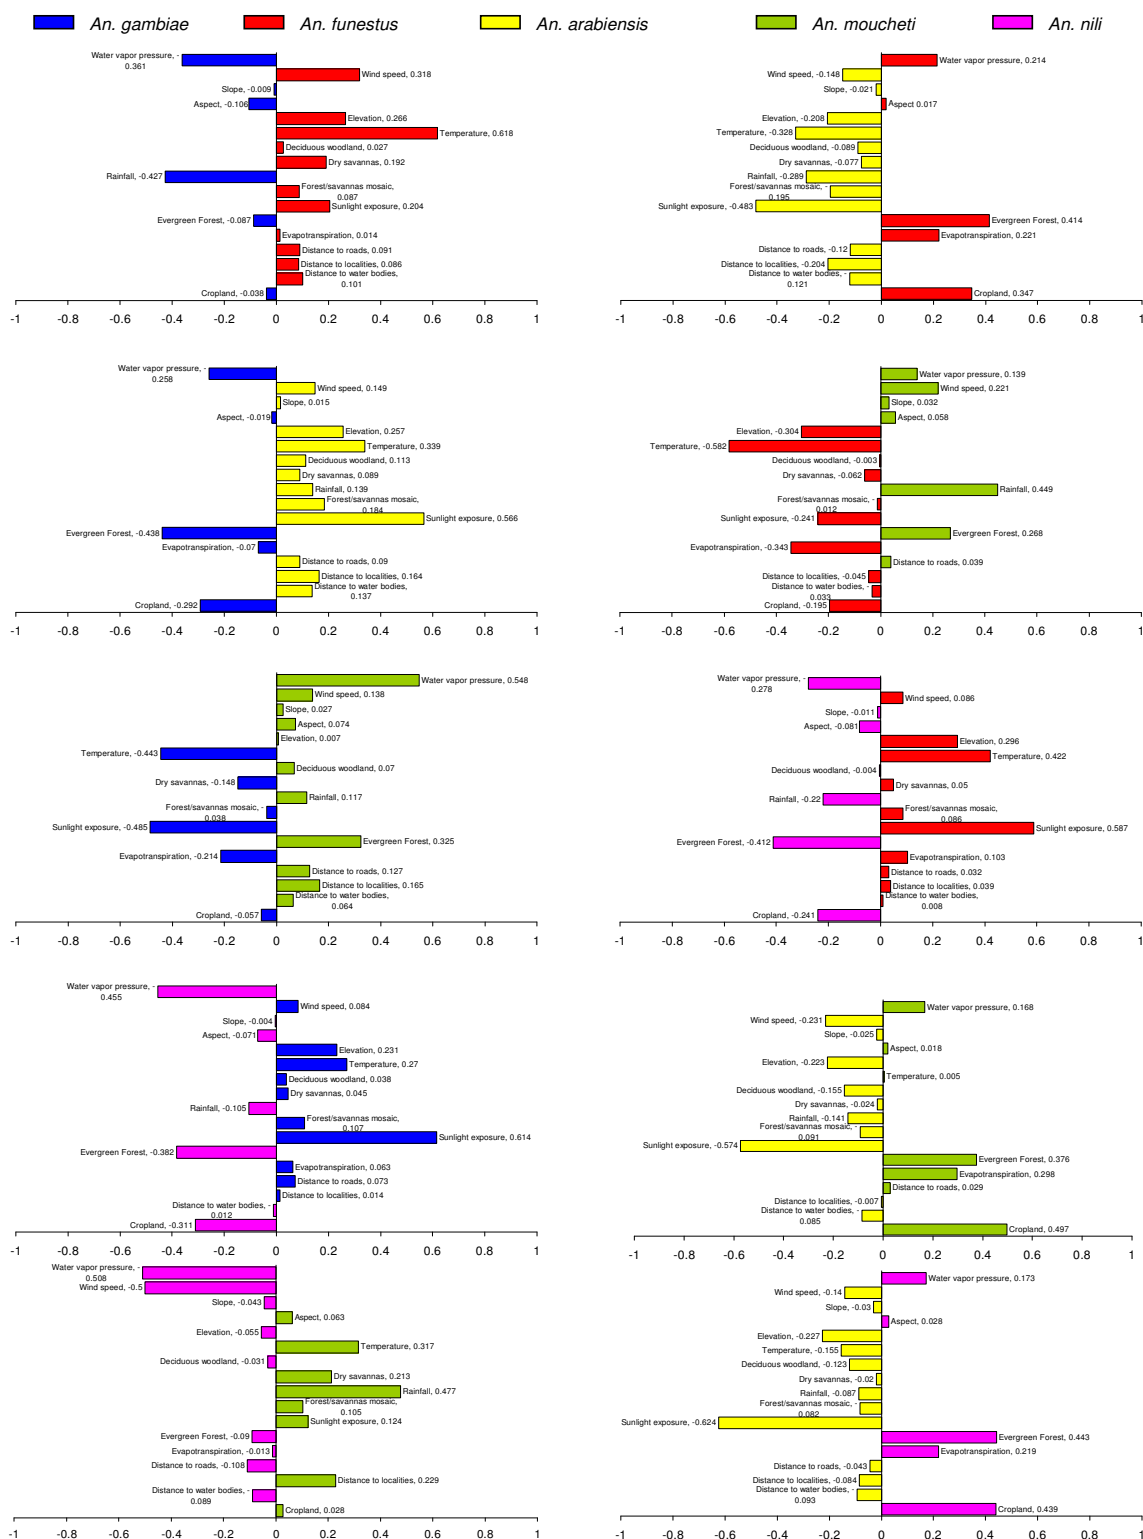 An. gambiae An. funestus An. arabiensis An. moucheti An. nili
Water vapor pressure, -
0.361
Wind speed, 0.318
Slope, -0.009
Aspect, -0.106
Elevation, 0.266
Temperature, 0.618
Deciduous woodland, 0.027
Dry savannas, 0.192
Rainfall, -0.427
Forest/savannas mosaic,
0.087
Sunlight exposure, 0.204
Evergreen Forest, -0.087
Evapotranspiration, 0.014
Distance to roads, 0.091
Distance to localities, 0.086
Distance to water bodies,
0.101
Cropland, -0.038
-1 -0.8 -0.6 -0.4 -0.2 0 0.2 0.4 0.6 0.8 1
Water vapor pressure, 0.214
Wind speed, -0.148
Slope, -0.021
Aspect 0.017
Elevation, -0.208
Temperature, -0.328
Deciduous woodland, -0.089
Dry savannas, -0.077
Rainfall, -0.289
Forest/savannas mosaic, -
0.195
Sunlight exposure, -0.483
Evergreen Forest, 0.414
Evapotranspiration, 0.221
Distance to roads, -0.12
Distance to localities, -0.204
Distance to water bodies, -
0.121
Cropland, 0.347
-1 -0.8 -0.6 -0.4 -0.2 0 0.2 0.4 0.6 0.8 1
Water vapor pressure, -
0.258
Wind speed, 0.149
Slope, 0.015
Aspect, -0.019
Elevation, 0.257
Temperature, 0.339
Deciduous woodland, 0.113
Dry savannas, 0.089
Rainfall, 0.139
Forest/savannas mosaic,
0.184
Sunlight exposure, 0.566
Evergreen Forest, -0.438
Evapotranspiration, -0.07
Distance to roads, 0.09
Distance to localities, 0.164
Distance to water bodies,
0.137
Cropland, -0.292
-1 -0.8 -0.6 -0.4 -0.2 0 0.2 0.4 0.6 0.8 1
Water vapor pressure, 0.139
Wind speed, 0.221
Slope, 0.032
Aspect, 0.058
Elevation, -0.304
Temperature, -0.582
Deciduous woodland, -0.003
Dry savannas, -0.062
Rainfall, 0.449
Forest/savannas mosaic, -
0.012
Sunlight exposure, -0.241
Evergreen Forest, 0.268
Evapotranspiration, -0.343
Distance to roads, 0.039
Distance to localities, -0.045
Distance to water bodies, -
0.033
Cropland, -0.195
-1 -0.8 -0.6 -0.4 -0.2 0 0.2 0.4 0.6 0.8 1
Water vapor pressure, 0.548
Wind speed, 0.138
Slope, 0.027
Aspect, 0.074
Elevation, 0.007
Temperature, -0.443
Deciduous woodland, 0.07
Dry savannas, -0.148
Rainfall, 0.117
Forest/savannas mosaic, -
0.038
Sunlight exposure, -0.485
Evergreen Forest, 0.325
Evapotranspiration, -0.214
Distance to roads, 0.127
Distance to localities, 0.165
Distance to water bodies,
0.064
Cropland, -0.057
-1 -0.8 -0.6 -0.4 -0.2 0 0.2 0.4 0.6 0.8 1
Water vapor pressure, -
0.278
Wind speed, 0.086
Slope, -0.011
Aspect, -0.081
Elevation, 0.296
Temperature, 0.422
Deciduous woodland, -0.004
Dry savannas, 0.05
Rainfall, -0.22
Forest/savannas mosaic,
0.086
Sunlight exposure, 0.587
Evergreen Forest, -0.412
Evapotranspiration, 0.103
Distance to roads, 0.032
Distance to localities, 0.039
Distance to water bodies,
0.008
Cropland, -0.241
-1 -0.8 -0.6 -0.4 -0.2 0 0.2 0.4 0.6 0.8 1
Water vapor pressure, -
0.455
Wind speed, 0.084
Slope, -0.004
Aspect, -0.071
Elevation, 0.231
Temperature, 0.27
Deciduous woodland, 0.038
Dry savannas, 0.045
Rainfall, -0.105
Forest/savannas mosaic,
0.107
Sunlight exposure, 0.614
Evergreen Forest, -0.382
Evapotranspiration, 0.063
Distance to roads, 0.073
Distance to localities, 0.014
Distance to water bodies, -
0.012
Cropland, -0.311
-1 -0.8 -0.6 -0.4 -0.2 0 0.2 0.4 0.6 0.8 1
Water vapor pressure, 0.168
Wind speed, -0.231
Slope, -0.025
Aspect, 0.018
Elevation, -0.223
Temperature, 0.005
Deciduous woodland, -0.155
Dry savannas, -0.024
Rainfall, -0.141
Forest/savannas mosaic, -
0.091
Sunlight exposure, -0.574
Evergreen Forest, 0.376
Evapotranspiration, 0.298
Distance to roads, 0.029
Distance to localities, -0.007
Distance to water bodies, -
0.085
Cropland, 0.497
-1 -0.8 -0.6 -0.4 -0.2 0 0.2 0.4 0.6 0.8 1
Water vapor pressure, -
0.508
Wind speed, -0.5
Slope, -0.043
Aspect, 0.063
Elevation, -0.055
Temperature, 0.317
Deciduous woodland, -0.031
Dry savannas, 0.213
Rainfall, 0.477
Forest/savannas mosaic,
0.105
Sunlight exposure, 0.124
Evergreen Forest, -0.09
Evapotranspiration, -0.013
Distance to roads, -0.108
Distance to localities, 0.229
Distance to water bodies, -
0.089
Cropland, 0.028
-1 -0.8 -0.6 -0.4 -0.2 0 0.2 0.4 0.6 0.8 1
Water vapor pressure, 0.173
Wind speed, -0.14
Slope, -0.03
Aspect, 0.028
Elevation, -0.227
Temperature, -0.155
Deciduous woodland, -0.123
Dry savannas, -0.02
Rainfall, -0.087
Forest/savannas mosaic, -
0.082
Sunlight exposure, -0.624
Evergreen Forest, 0.443
Evapotranspiration, 0.219
Distance to roads, -0.043
Distance to localities, -0.084
Distance to water bodies, -
0.093
Cropland, 0.439
-1 -0.8 -0.6 -0.4 -0.2 0 0.2 0.4 0.6 0.8 1